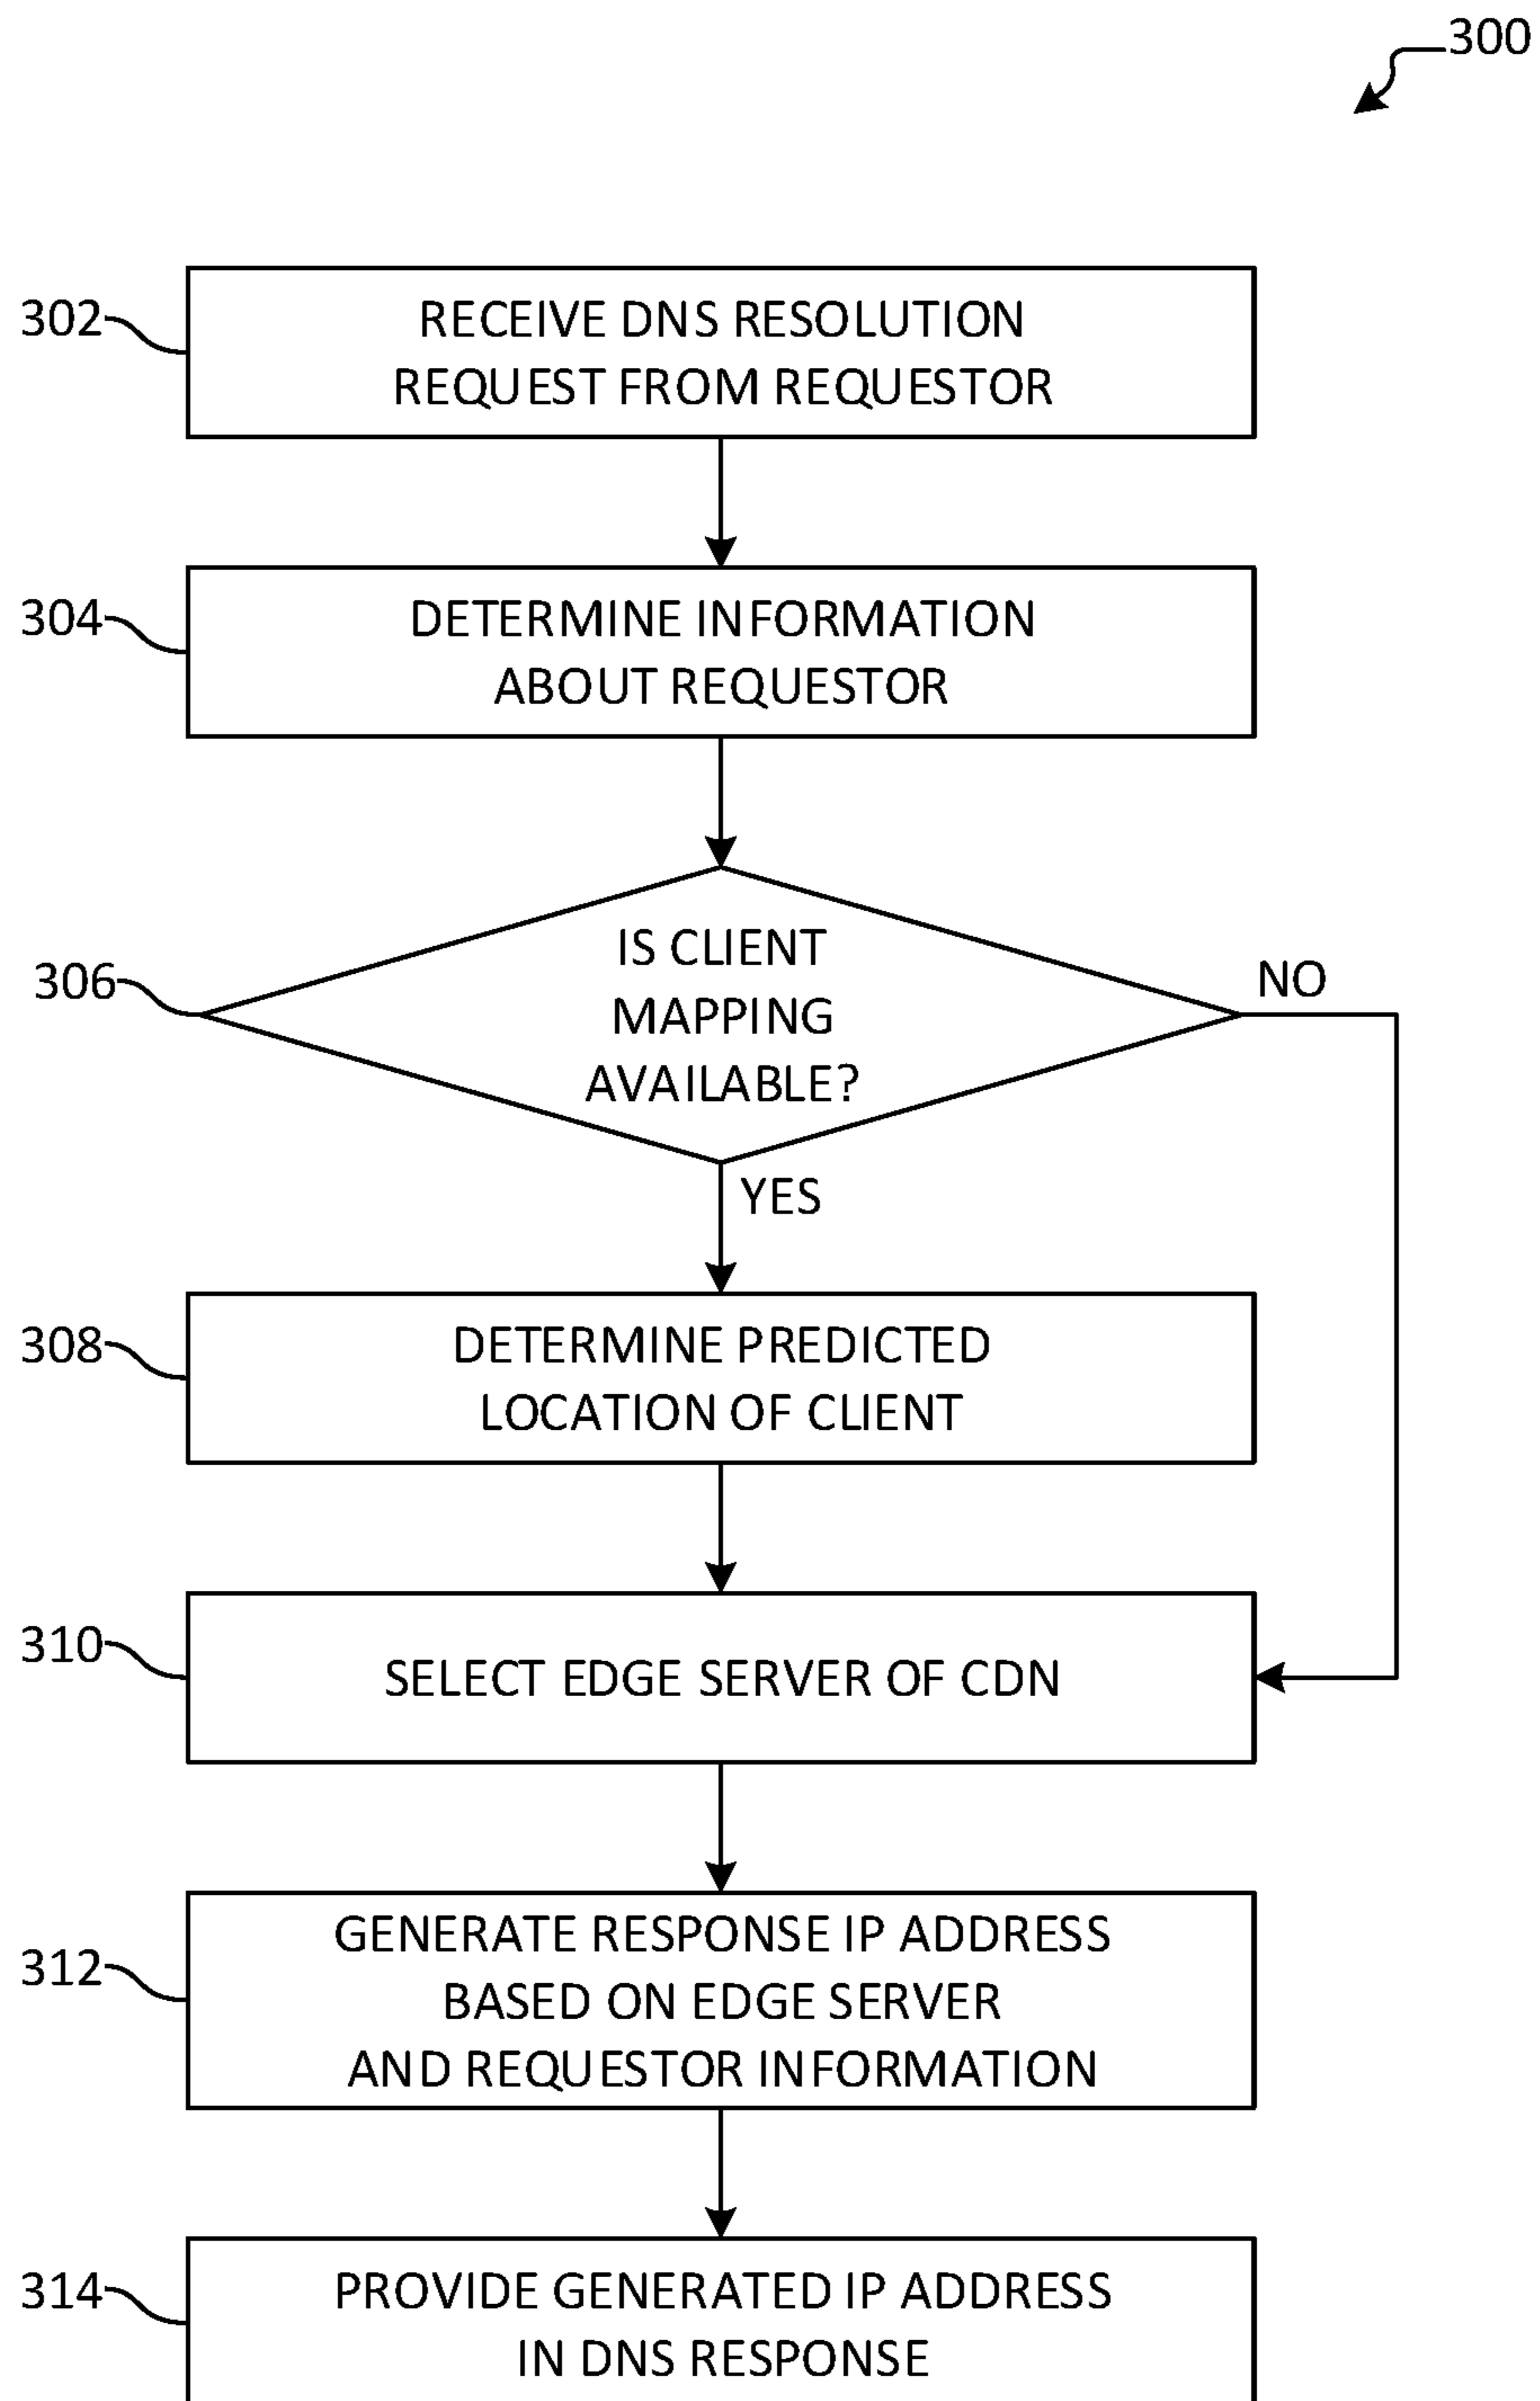 300
302
RECEIVE DNS RESOLUTION
REQUEST FROM REQUESTOR
304
DETERMINE INFORMATION
ABOUT REQUESTOR
306
IS CLIENT
MAPPING
AVAILABLE?
NO
YES
308
DETERMINE PREDICTED
LOCATION OF CLIENT
310
SELECT EDGE SERVER OF CDN
312
GENERATE RESPONSE IP ADDRESS
BASED ON EDGE SERVER
AND REQUESTOR INFORMATION
314
PROVIDE GENERATED IP ADDRESS
IN DNS RESPONSE